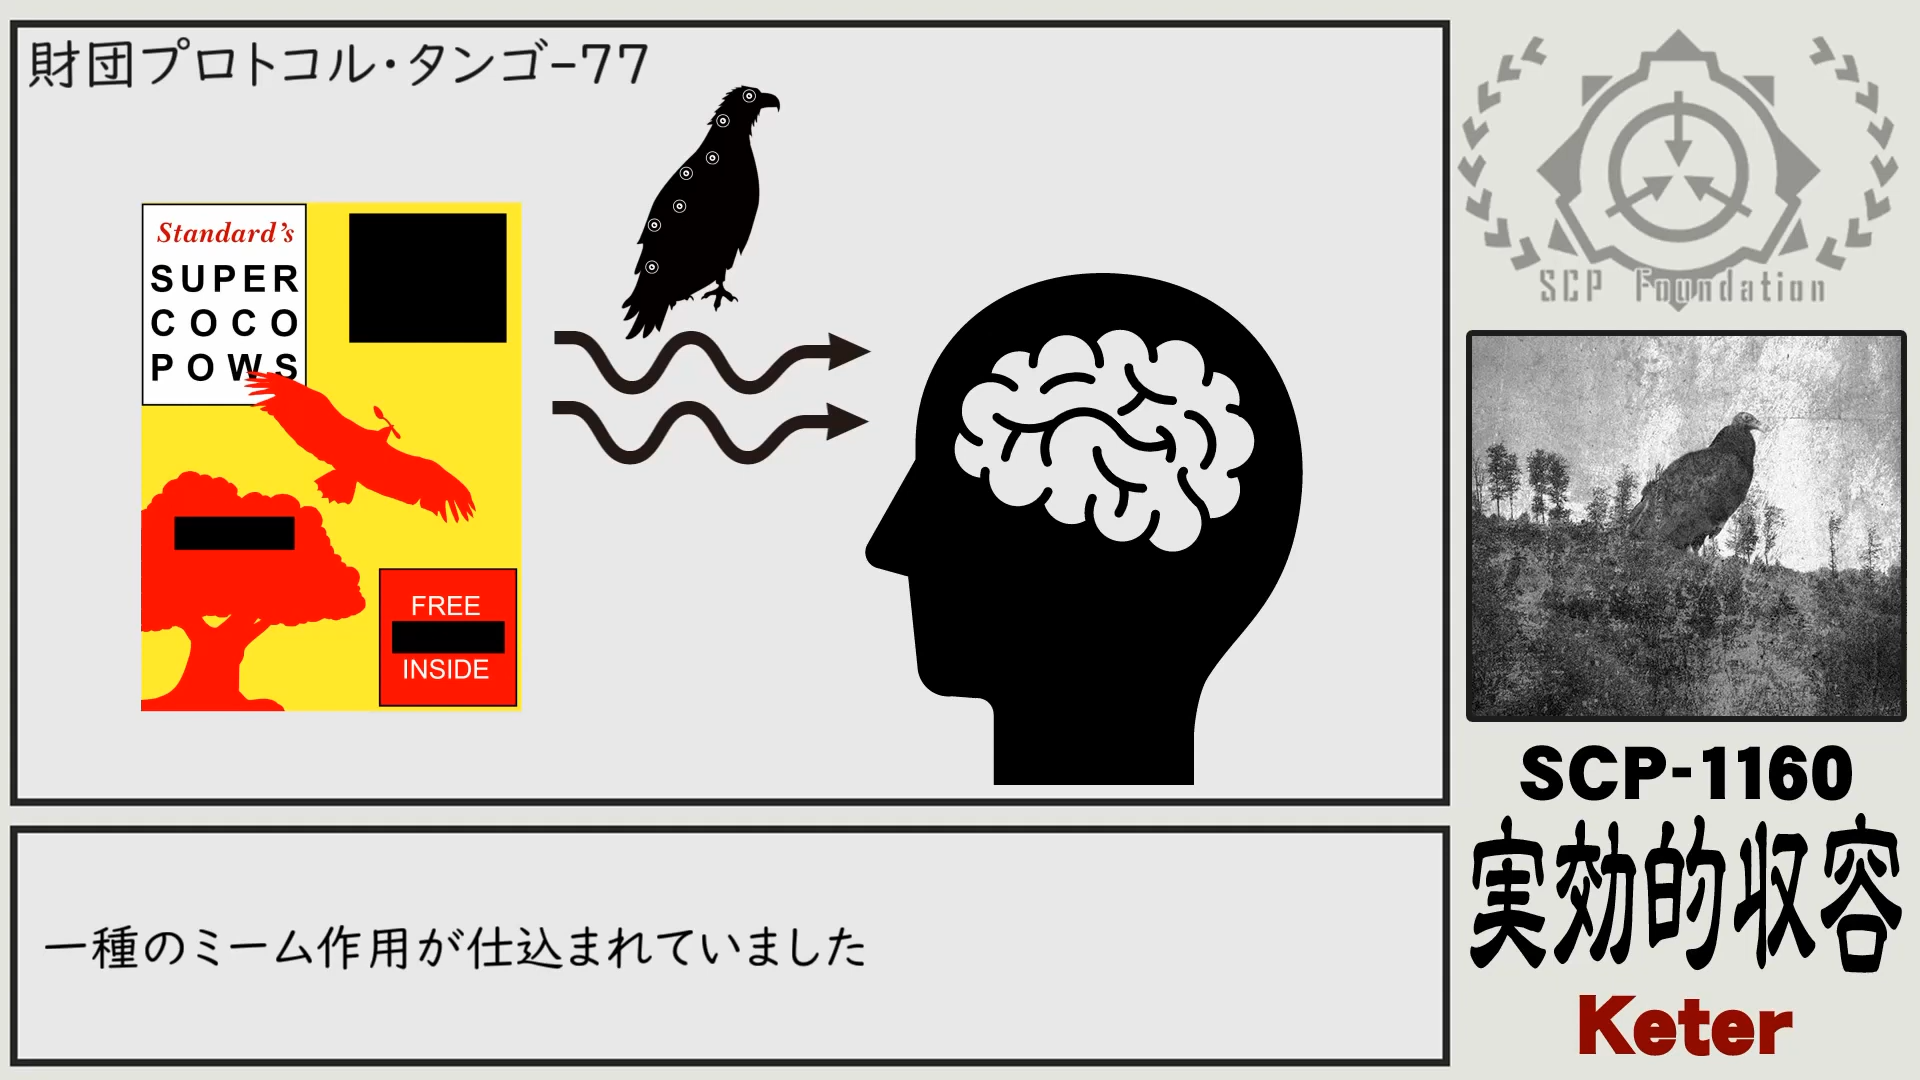 財団プロトコル・タンゴ-77
Standard's
SUPER
COCO
POWS
FREE
INSIDE
一種のミーム作用が仕込まれていました
SCP Foundation
SCP-1160
実効的収容
Keter